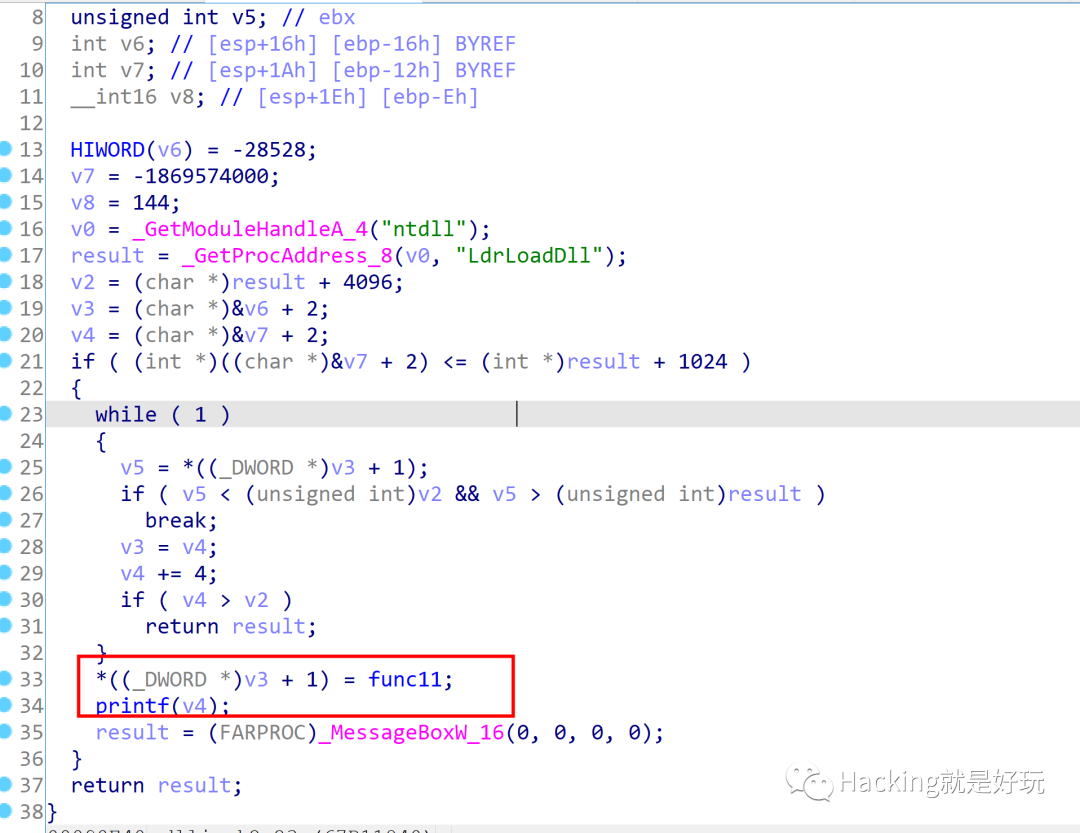 8 unsigned int v5; // ebx
9 int v6; // [esp+16h] [ebp-16h] BYREF
10 int v7; // [esp+1Ah] [ebp-12h] BYREF
11 __int16 v8; // [esp+1Eh] [ebp-Eh]
12
13 HIWORD(v6) = -28528;
14 v7 = -1869574000;
15 v8 = 144;
16 v0 = _GetModuleHandleA_4("ntdll");
17 result = _GetProcAddress_8(v0, "LdrLoadDll");
18 v2 = (char *)result + 4096;
19 v3 = (char *)&v6 + 2;
20 v4 = (char *)&v7 + 2;
21 if ( (int *)((char *)&v7 + 2) <= (int *)result + 1024 )
22 {
23 while ( 1 )
24 {
25 v5 = *((_DWORD *)v3 + 1);
26 if ( v5 < (unsigned int)v2 && v5 > (unsigned int)result )
27 break;
28 v3 = v4;
29 v4 += 4;
30 if ( v4 > v2 )
31 return result;
32 }
33 *((_DWORD *)v3 + 1) = func11;
34 printf(v4);
35 result = (FARPROC)_MessageBoxW_16(0, 0, 0, 0);
36 }
37 return result;
38 }
Hacking就是好玩